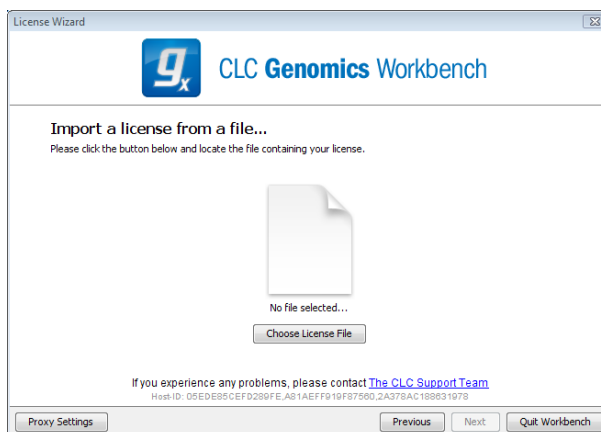 License Wizard
gx CLC Genomics Workbench
Import a license from a file...
Please click the button below and locate the file containing your license.
No file selected...
Choose License File
If you experience any problems, please contact The CLC Support Team
Host-ID: 05EDE85CEFD289FE,A81AEFF919F87560,2A378AC188631978
Proxy Settings Previous Next Quit Workbench